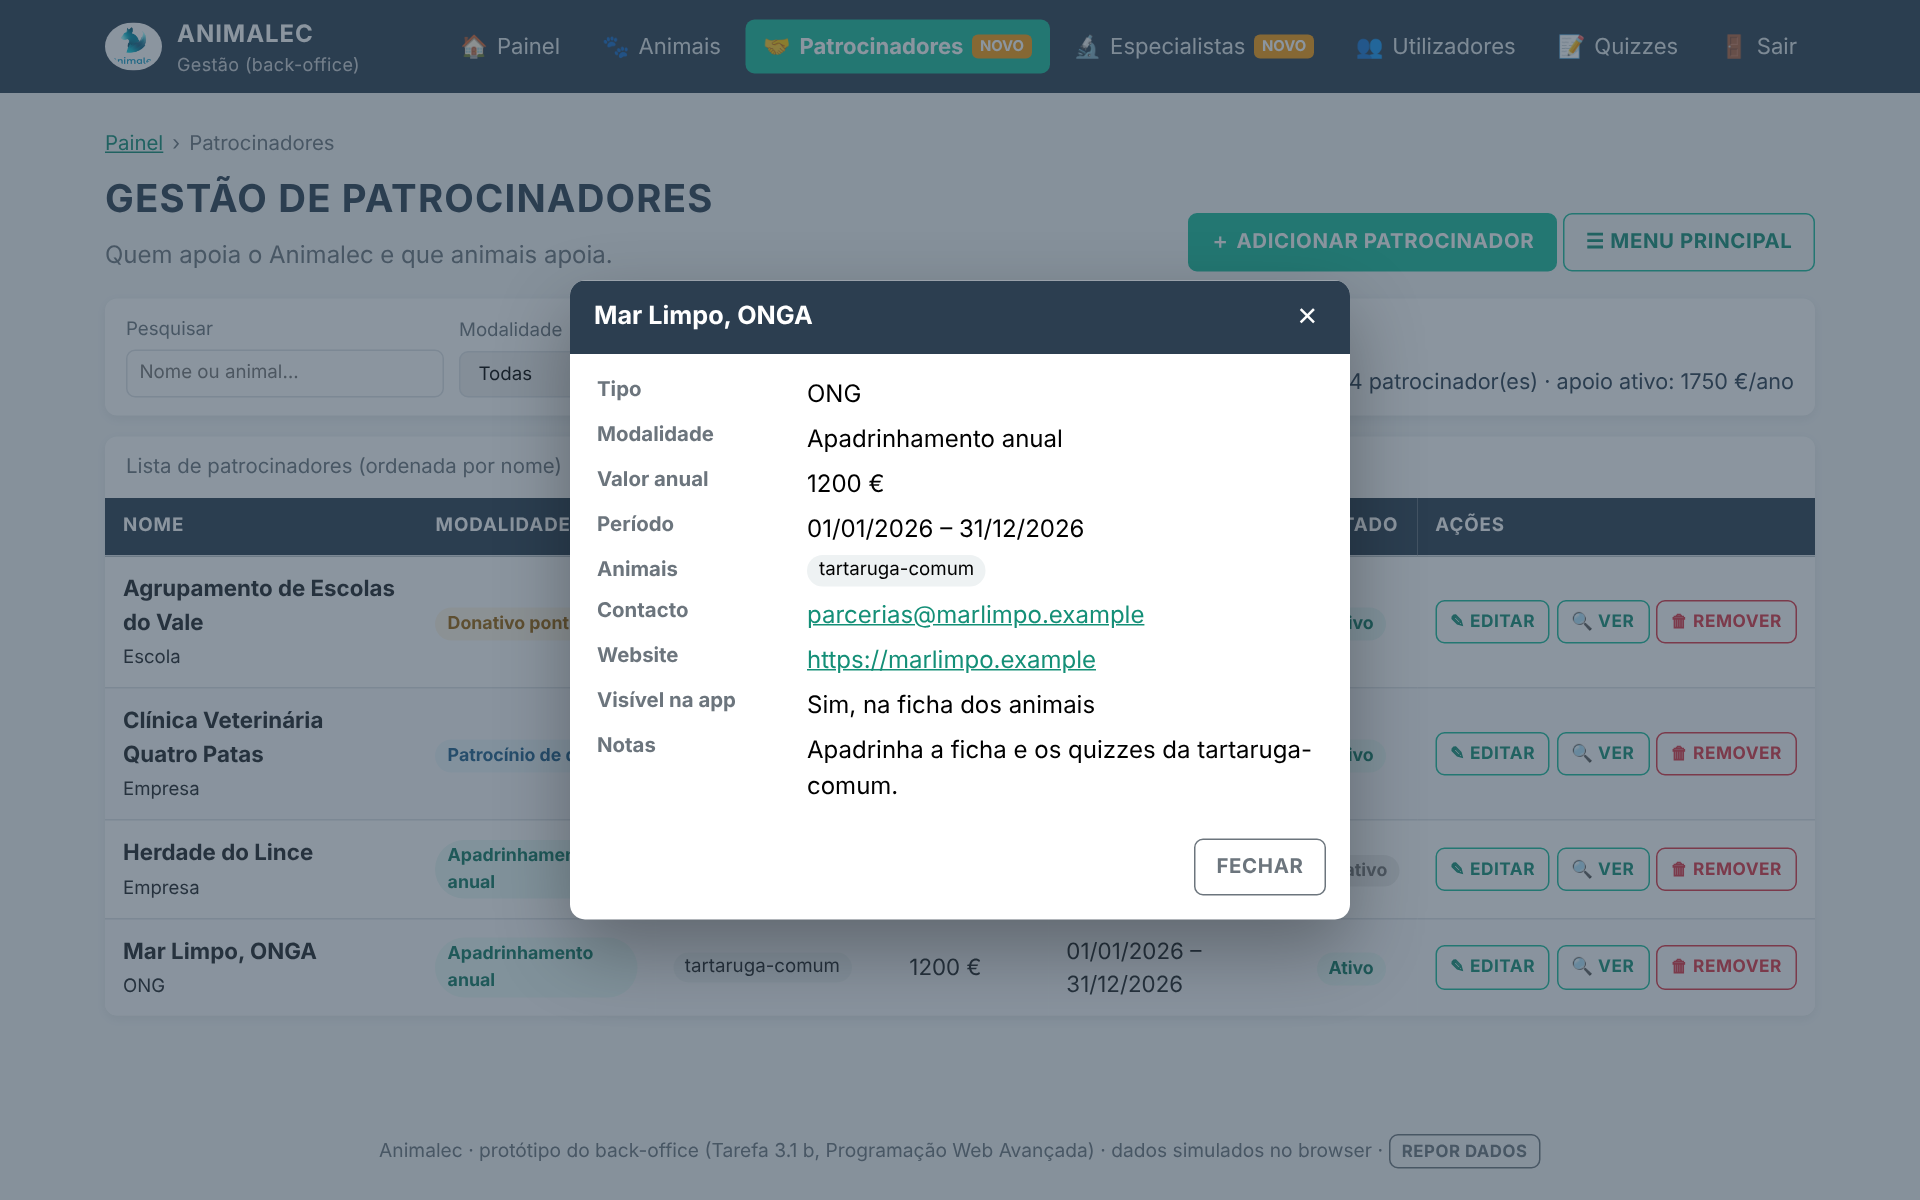 ANIMALEC
Gestão (back-office)
Painel
Animais
Patrocinadores NOVO
Especialistas NOVO
Utilizadores
Quizzes
Sair
Painel › Patrocinadores
GESTÃO DE PATROCINADORES
Quem apoia o Animalec e que animais apoia.
+ ADICIONAR PATROCINADOR
☰ MENU PRINCIPAL
Pesquisar
Nome ou animal...
Modalidade
Todas
4 patrocinador(es) · apoio ativo: 1750 €/ano
Lista de patrocinadores (ordenada por nome)
NOME
MODALIDADE
AÇÕES
Agrupamento de Escolas
do Vale
Escola
Donativo
EDITAR
VER
REMOVER
Clínica Veterinária
Quatro Patas
Empresa
Patrocínio de
EDITAR
VER
REMOVER
Herdade do Lince
Empresa
anual
EDITAR
VER
REMOVER
Mar Limpo, ONGA
ONG
Apadrinhamento
anual
tartaruga-comum
1200 €
01/01/2026 –
31/12/2026
Ativo
EDITAR
VER
REMOVER
Mar Limpo, ONGA
✕
Tipo
ONG
Modalidade
Apadrinhamento anual
Valor anual
1200 €
Período
01/01/2026 – 31/12/2026
Animais
tartaruga-comum
Contacto
parcerias@marlimpo.example
Website
https://marlimpo.example
Visível na app
Sim, na ficha dos animais
Notas
Apadrinha a ficha e os quizzes da tartaruga-
comum.
FECHAR
Animalec · protótipo do back-office (Tarefa 3.1 b, Programação Web Avançada) · dados simulados no browser ·
REPOR DADOS